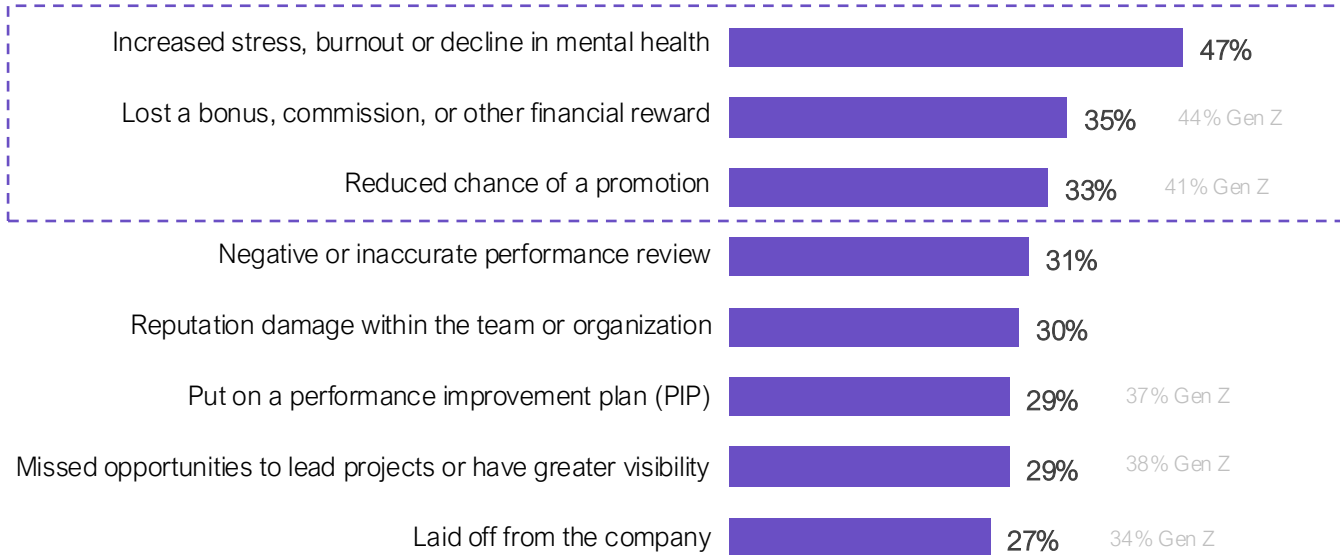 Increased stress, burnout or decline in mental health 47%
Lost a bonus, commission, or other financial reward 35% 44% Gen Z
Reduced chance of a promotion 33% 41% Gen Z
Negative or inaccurate performance review 31%
Reputation damage within the team or organization 30%
Put on a performance improvement plan (PIP) 29% 37% Gen Z
Missed opportunities to lead projects or have greater visibility 29% 38% Gen Z
Laid off from the company 27% 34% Gen Z